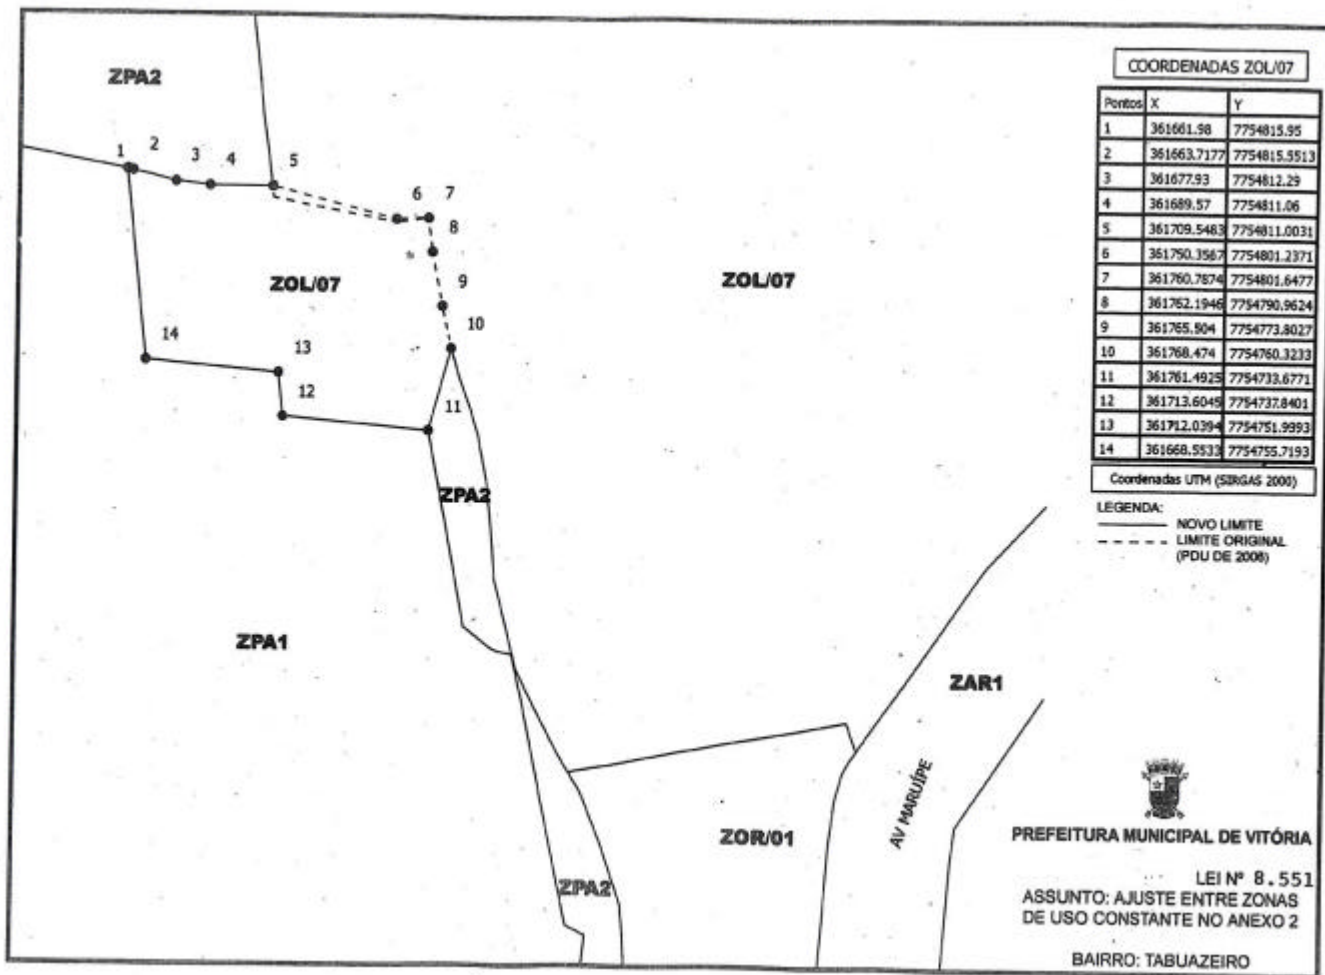 ZPA2
1
2
3
4
5
6
7
8
9
10
ZOL/07
ZOL/07
14
13
12
11
ZPA2
ZPA1
ZAR1
AV MARUÍPE
ZOR/01
ZPA2
COORDENADAS ZOL/07
Pontos X Y
1 361661.98 7754815.95
2 361663.7177 7754815.5513
3 361677.93 7754812.29
4 361689.57 7754811.06
5 361709.5483 7754811.0031
6 361750.3567 7754801.2371
7 361760.7874 7754801.6477
8 361762.1946 7754790.9624
9 361765.504 7754773.8027
10 361768.474 7754760.3233
11 361761.4925 7754733.6771
12 361713.6045 7754737.8401
13 361712.0394 7754751.9993
14 361668.5533 7754755.7193
Coordenadas UTM (SIRGAS 2000)
LEGENDA:
NOVO LIMITE
LIMITE ORIGINAL
(PDU DE 2006)
PREFEITURA MUNICIPAL DE VITÓRIA
LEI Nº 8.551
ASSUNTO: AJUSTE ENTRE ZONAS
DE USO CONSTANTE NO ANEXO 2
BAIRRO: TABUAZEIRO